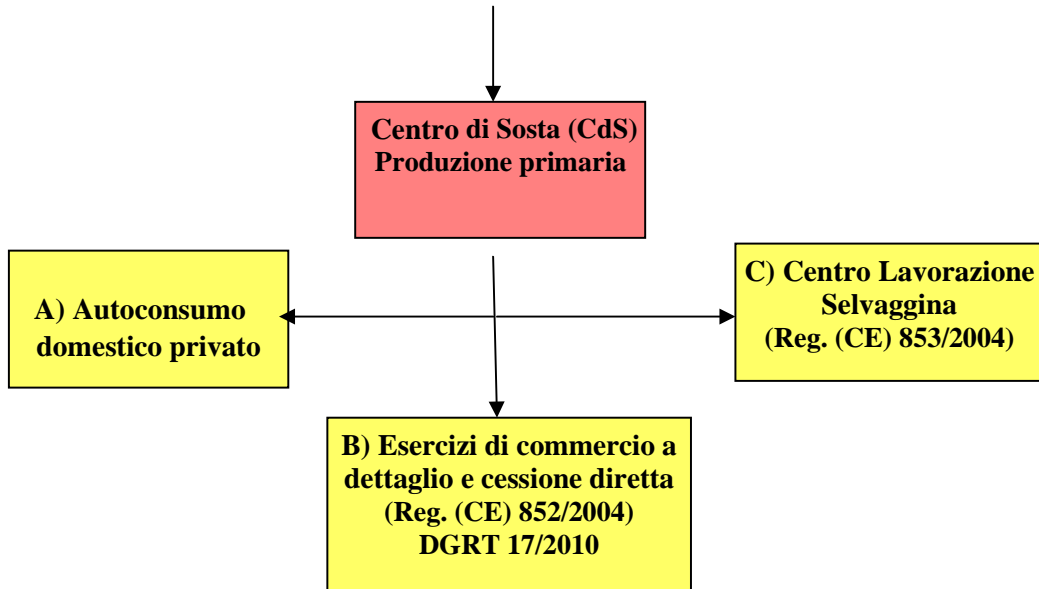 Centro di Sosta (CdS)
Produzione primaria
A) Autoconsumo
domestico privato
C) Centro Lavorazione
Selvaggina
(Reg. (CE) 853/2004)
B) Esercizi di commercio a
dettaglio e cessione diretta
(Reg. (CE) 852/2004)
DGRT 17/2010